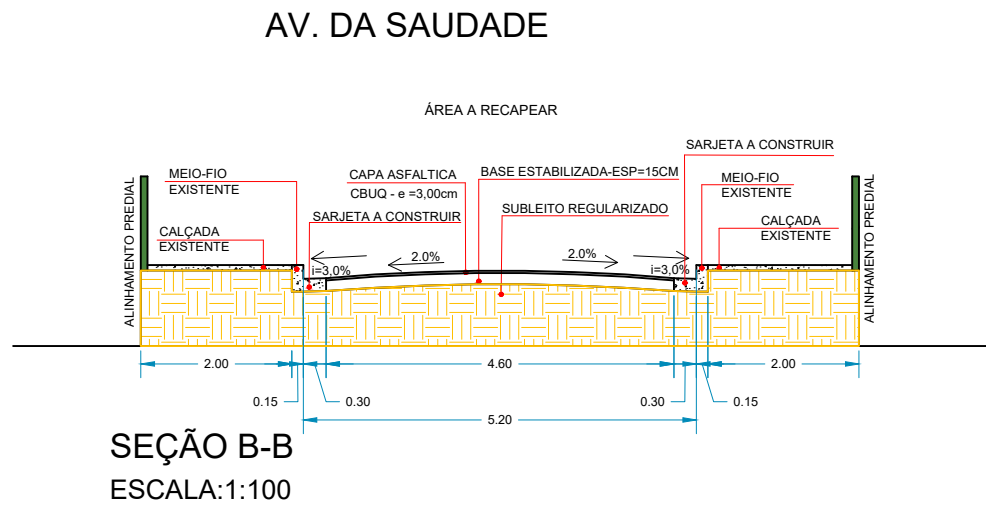 AV. DA SAUDADE
ÁREA A RECAPEAR
SARJETA A CONSTRUIR
MEIO-FIO
EXISTENTE
CAPA ASFALTICA
CBUQ - e =3,00cm
BASE ESTABILIZADA-ESP=15CM
MEIO-FIO
EXISTENTE
SARJETA A CONSTRUIR
SUBLEITO REGULARIZADO
CALÇADA
EXISTENTE
CALÇADA
EXISTENTE
ALINHAMENTO PREDIAL
ALINHAMENTO PREDIAL
i=3,0%
2.0%
2.0%
i=3,0%
2.00
4.60
2.00
0.15
0.30
0.30
0.15
5.20
SEÇÃO B-B
ESCALA:1:100